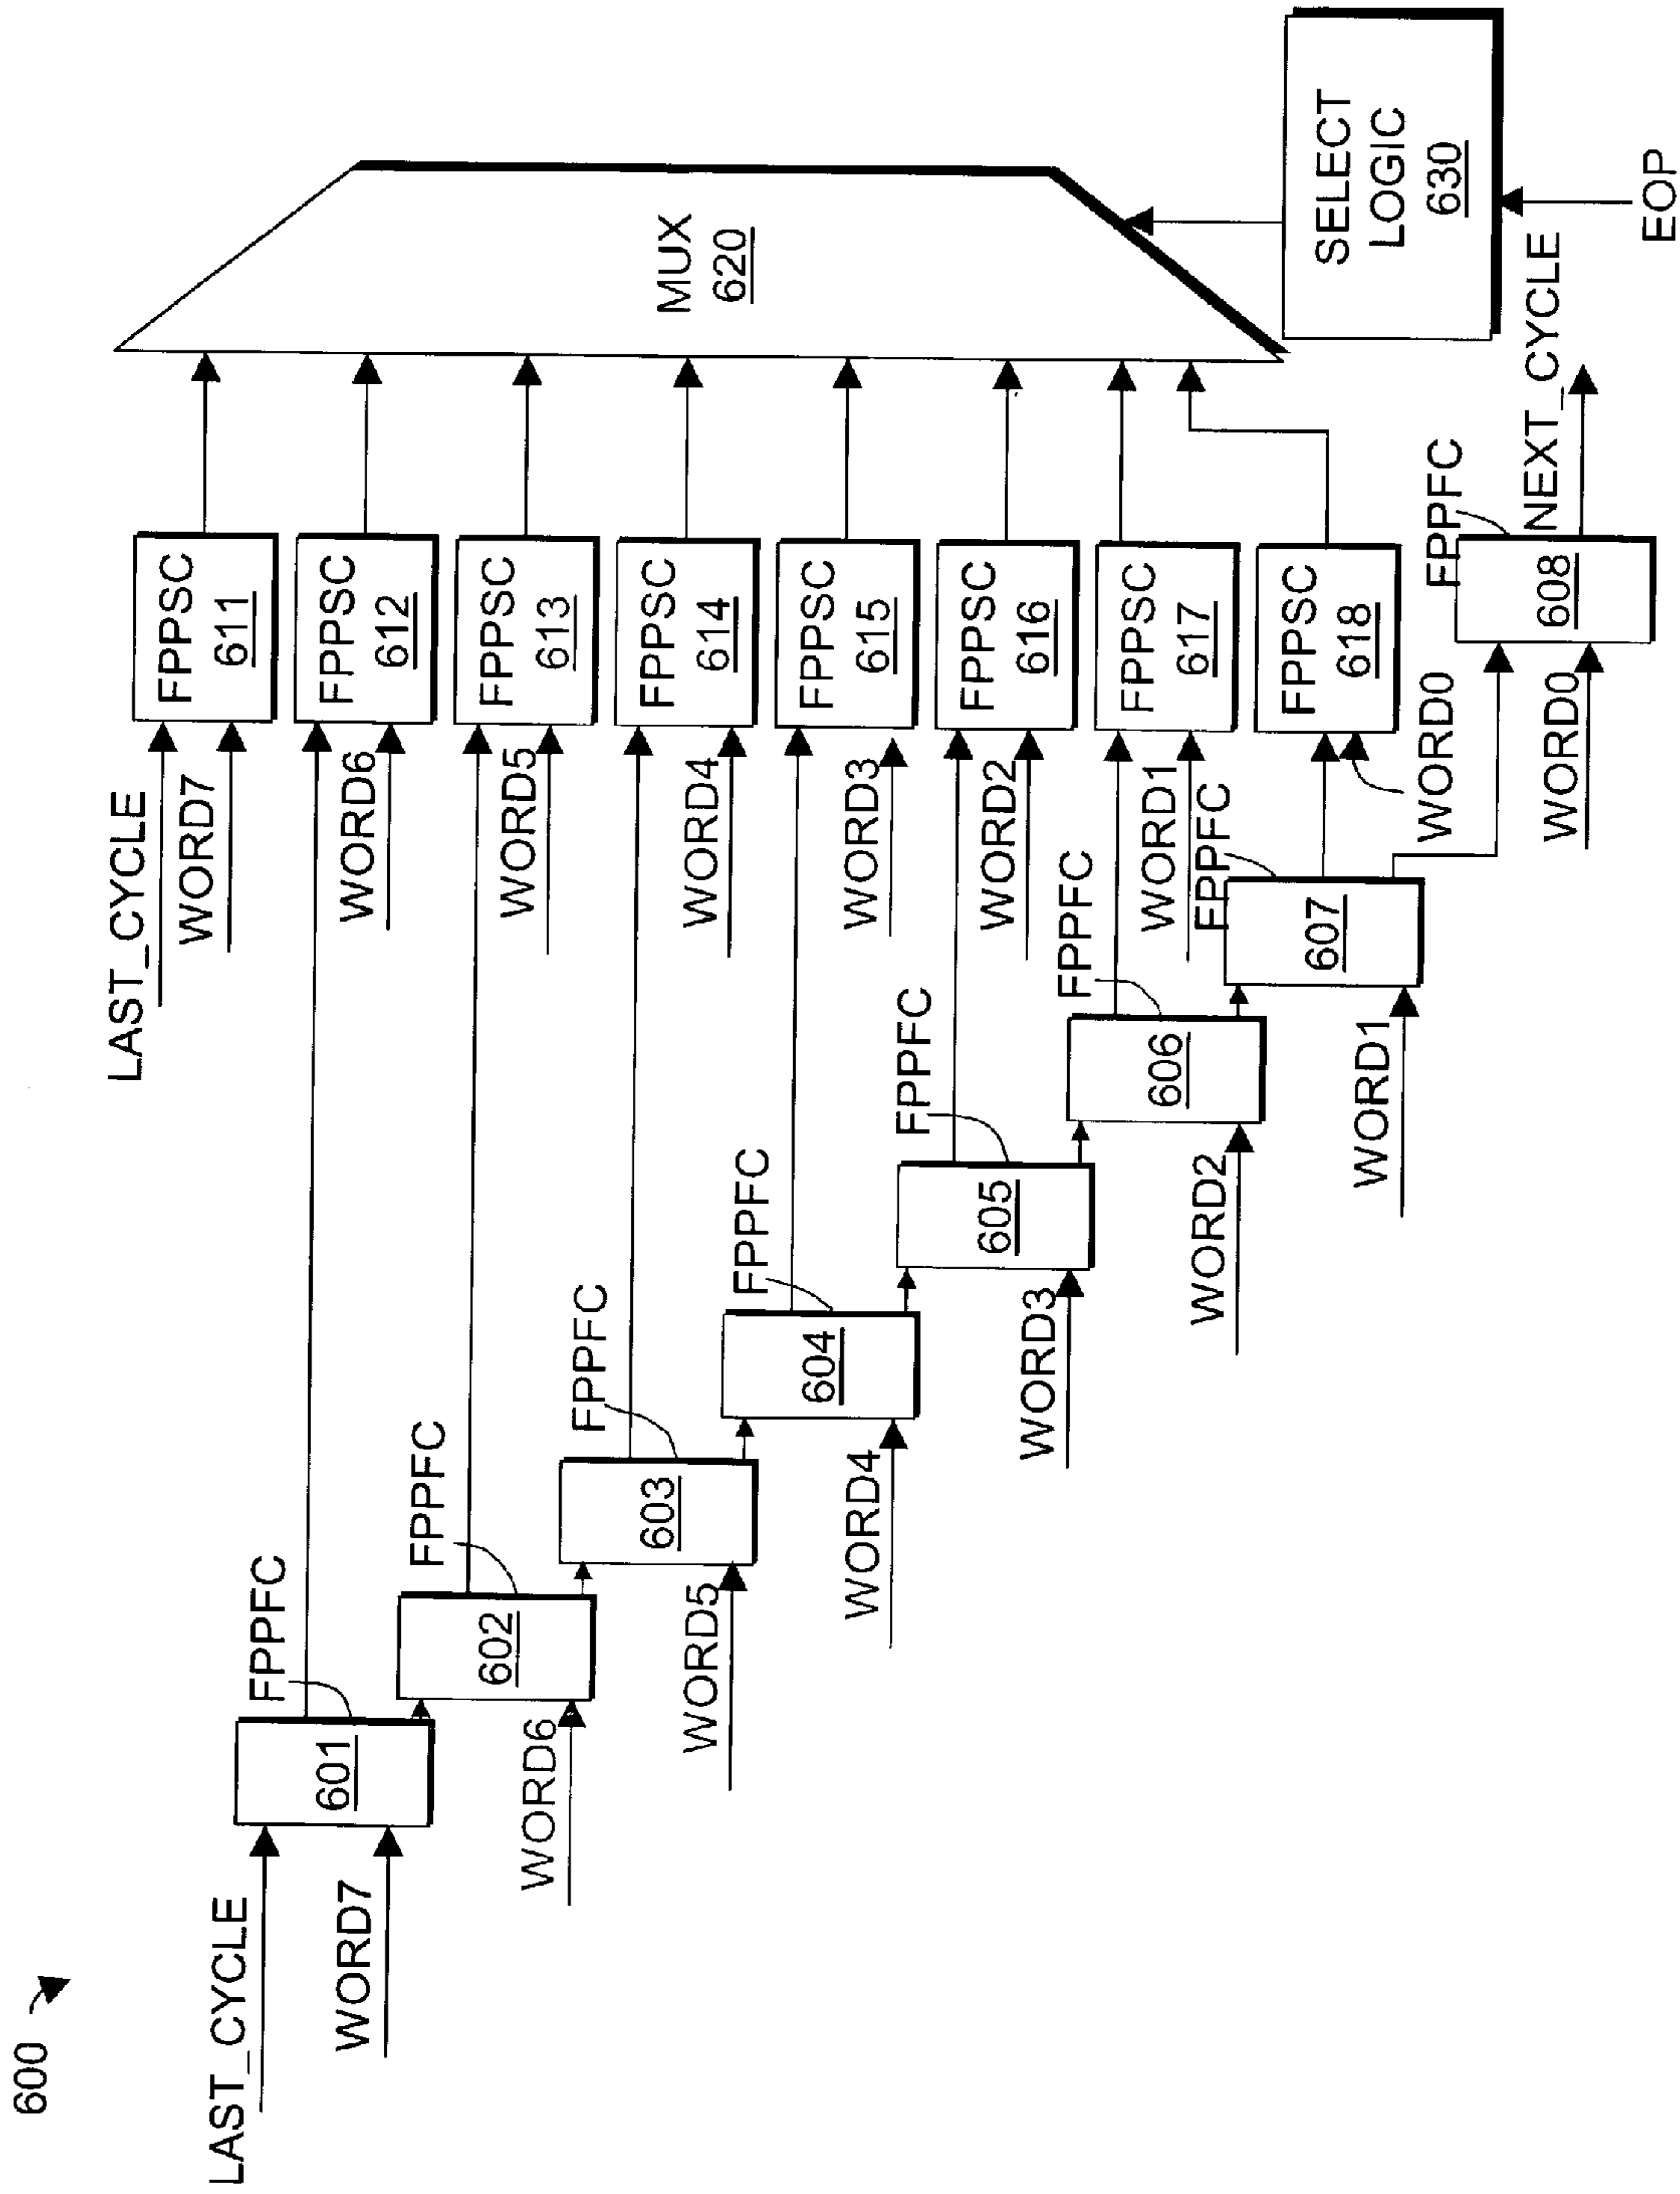 600
LAST_CYCLE
WORD7
601
FPPFC
WORD6
602
FPPFC
WORD5
603
FPPFC
WORD4
604
FPPFC
WORD3
605
FPPFC
WORD2
606
FPPFC
WORD1
607
FPPFC
WORD0
608
FPPFC
NEXT_CYCLE
LAST_CYCLE
WORD7
FPPSC
611
WORD6
FPPSC
612
WORD5
FPPSC
613
WORD4
FPPSC
614
WORD3
FPPSC
615
WORD2
FPPSC
616
WORD1
FPPSC
617
WORD0
FPPSC
618
MUX
620
SELECT
LOGIC
630
EOP